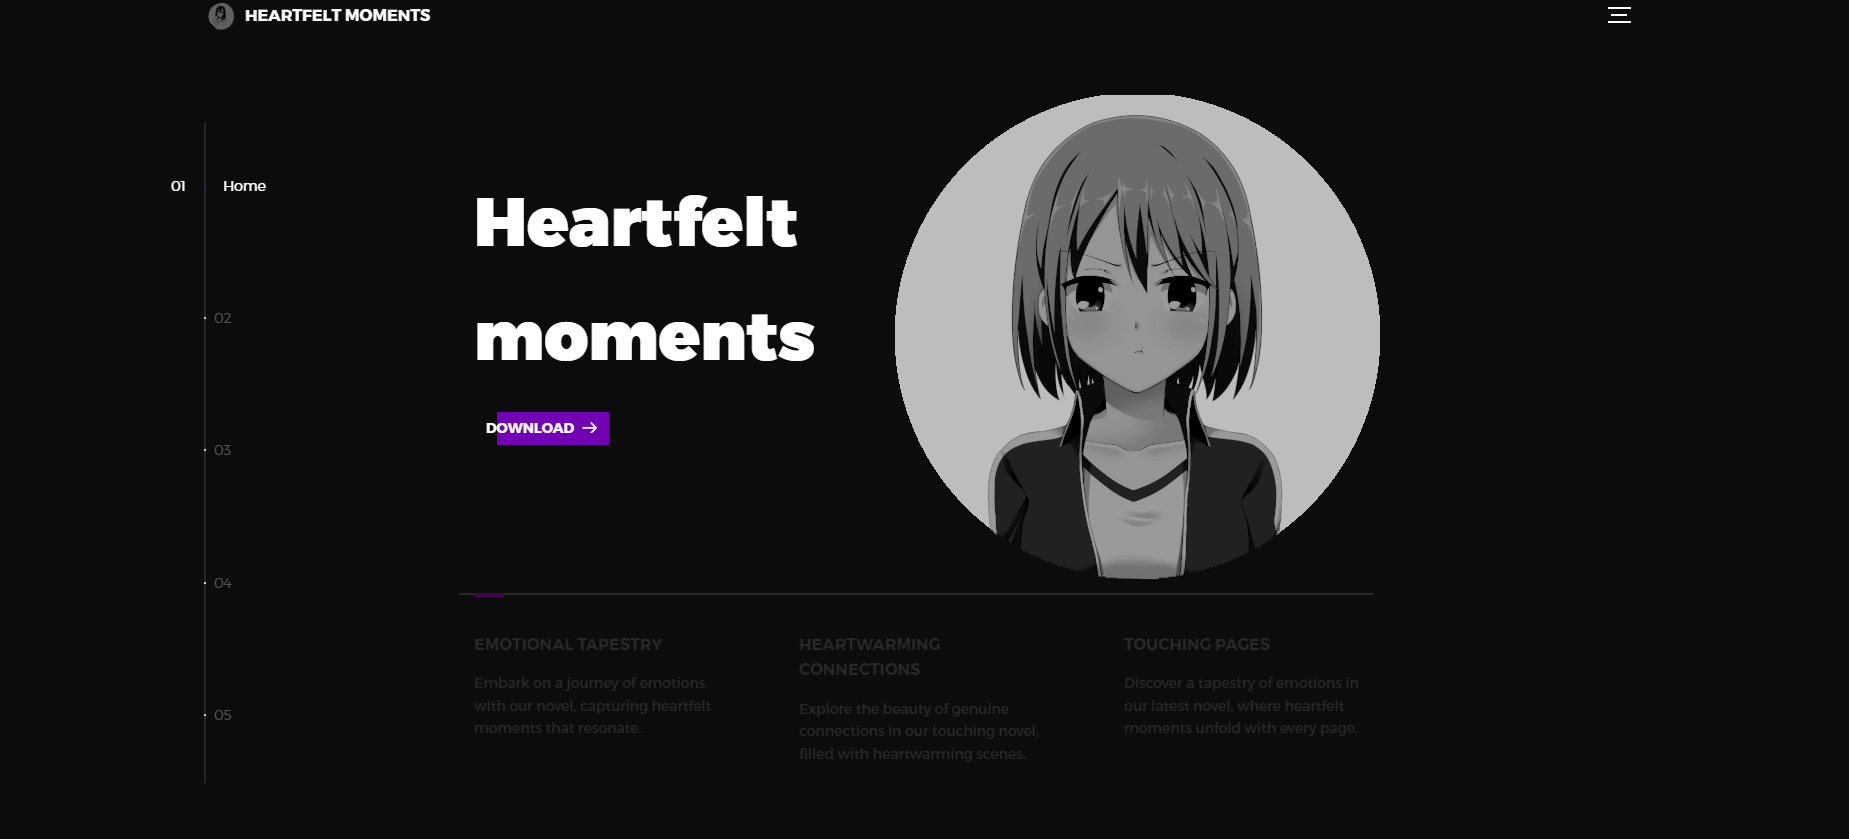 HEARTFELT MOMENTS
01 Home
Heartfelt
moments
02
DOWNLOAD →
03
04
05
EMOTIONAL TAPESTRY
Embark on a journey of emotions
with our novel, capturing heartfelt
moments that resonate.
HEARTWARMING
CONNECTIONS
Explore the beauty of genuine
connections in our touching novel,
filled with heartwarming scenes.
TOUCHING PAGES
Discover a tapestry of emotions in
our latest novel, where heartfelt
moments unfold with every page.